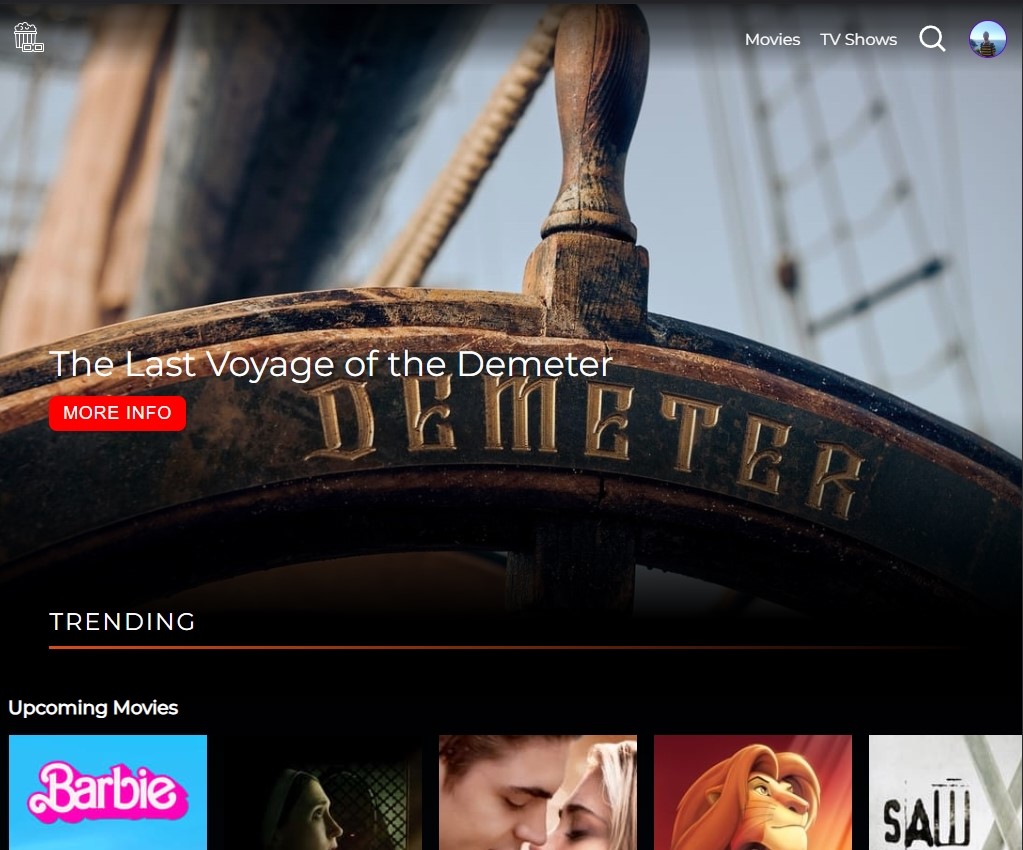 Movies TV Shows
The Last Voyage of the Demeter
MORE INFO
DEMETER
TRENDING
Upcoming Movies
Barbie
SAW